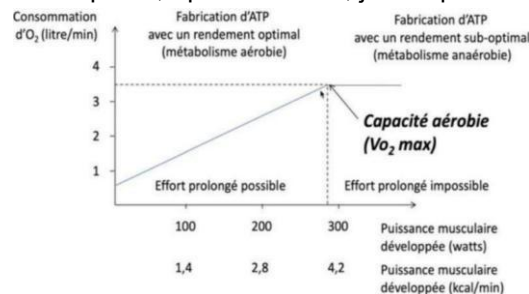 Consommation
d'O₂ (litre/min)
Fabrication d'ATP
avec un rendement optimal
(métabolisme aérobie)
Fabrication d'ATP
avec un rendement sub-optimal
(métabolisme anaérobie)
4
3
2
1
Capacité aérobie
(Vo₂ max)
Effort prolongé possible
Effort prolongé impossible
100 200 300
Puissance musculaire
développée (watts)
1,4 2,8 4,2
Puissance musculaire
développée (kcal/min)